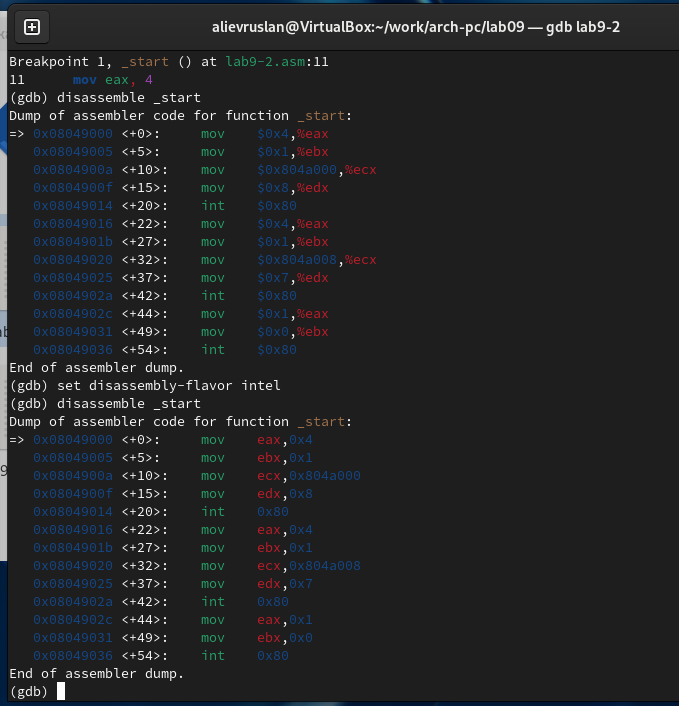 alievruslan@VirtualBox:~/work/arch-pc/lab09 — gdb lab9-2
Breakpoint 1, _start () at lab9-2.asm:11
11      mov eax, 4
(gdb) disassemble _start
Dump of assembler code for function _start:
=> 0x08049000 <+0>:     mov    $0x4,%eax
   0x08049005 <+5>:     mov    $0x1,%ebx
   0x0804900a <+10>:    mov    $0x804a000,%ecx
   0x0804900f <+15>:    mov    $0x8,%edx
   0x08049014 <+20>:    int    $0x80
   0x08049016 <+22>:    mov    $0x4,%eax
   0x0804901b <+27>:    mov    $0x1,%ebx
   0x08049020 <+32>:    mov    $0x804a008,%ecx
   0x08049025 <+37>:    mov    $0x7,%edx
   0x0804902a <+42>:    int    $0x80
   0x0804902c <+44>:    mov    $0x1,%eax
   0x08049031 <+49>:    mov    $0x0,%ebx
   0x08049036 <+54>:    int    $0x80
End of assembler dump.
(gdb) set disassembly-flavor intel
(gdb) disassemble _start
Dump of assembler code for function _start:
=> 0x08049000 <+0>:     mov    eax,0x4
   0x08049005 <+5>:     mov    ebx,0x1
   0x0804900a <+10>:    mov    ecx,0x804a000
   0x0804900f <+15>:    mov    edx,0x8
   0x08049014 <+20>:    int    0x80
   0x08049016 <+22>:    mov    eax,0x4
   0x0804901b <+27>:    mov    ebx,0x1
   0x08049020 <+32>:    mov    ecx,0x804a008
   0x08049025 <+37>:    mov    edx,0x7
   0x0804902a <+42>:    int    0x80
   0x0804902c <+44>:    mov    eax,0x1
   0x08049031 <+49>:    mov    ebx,0x0
   0x08049036 <+54>:    int    0x80
End of assembler dump.
(gdb)